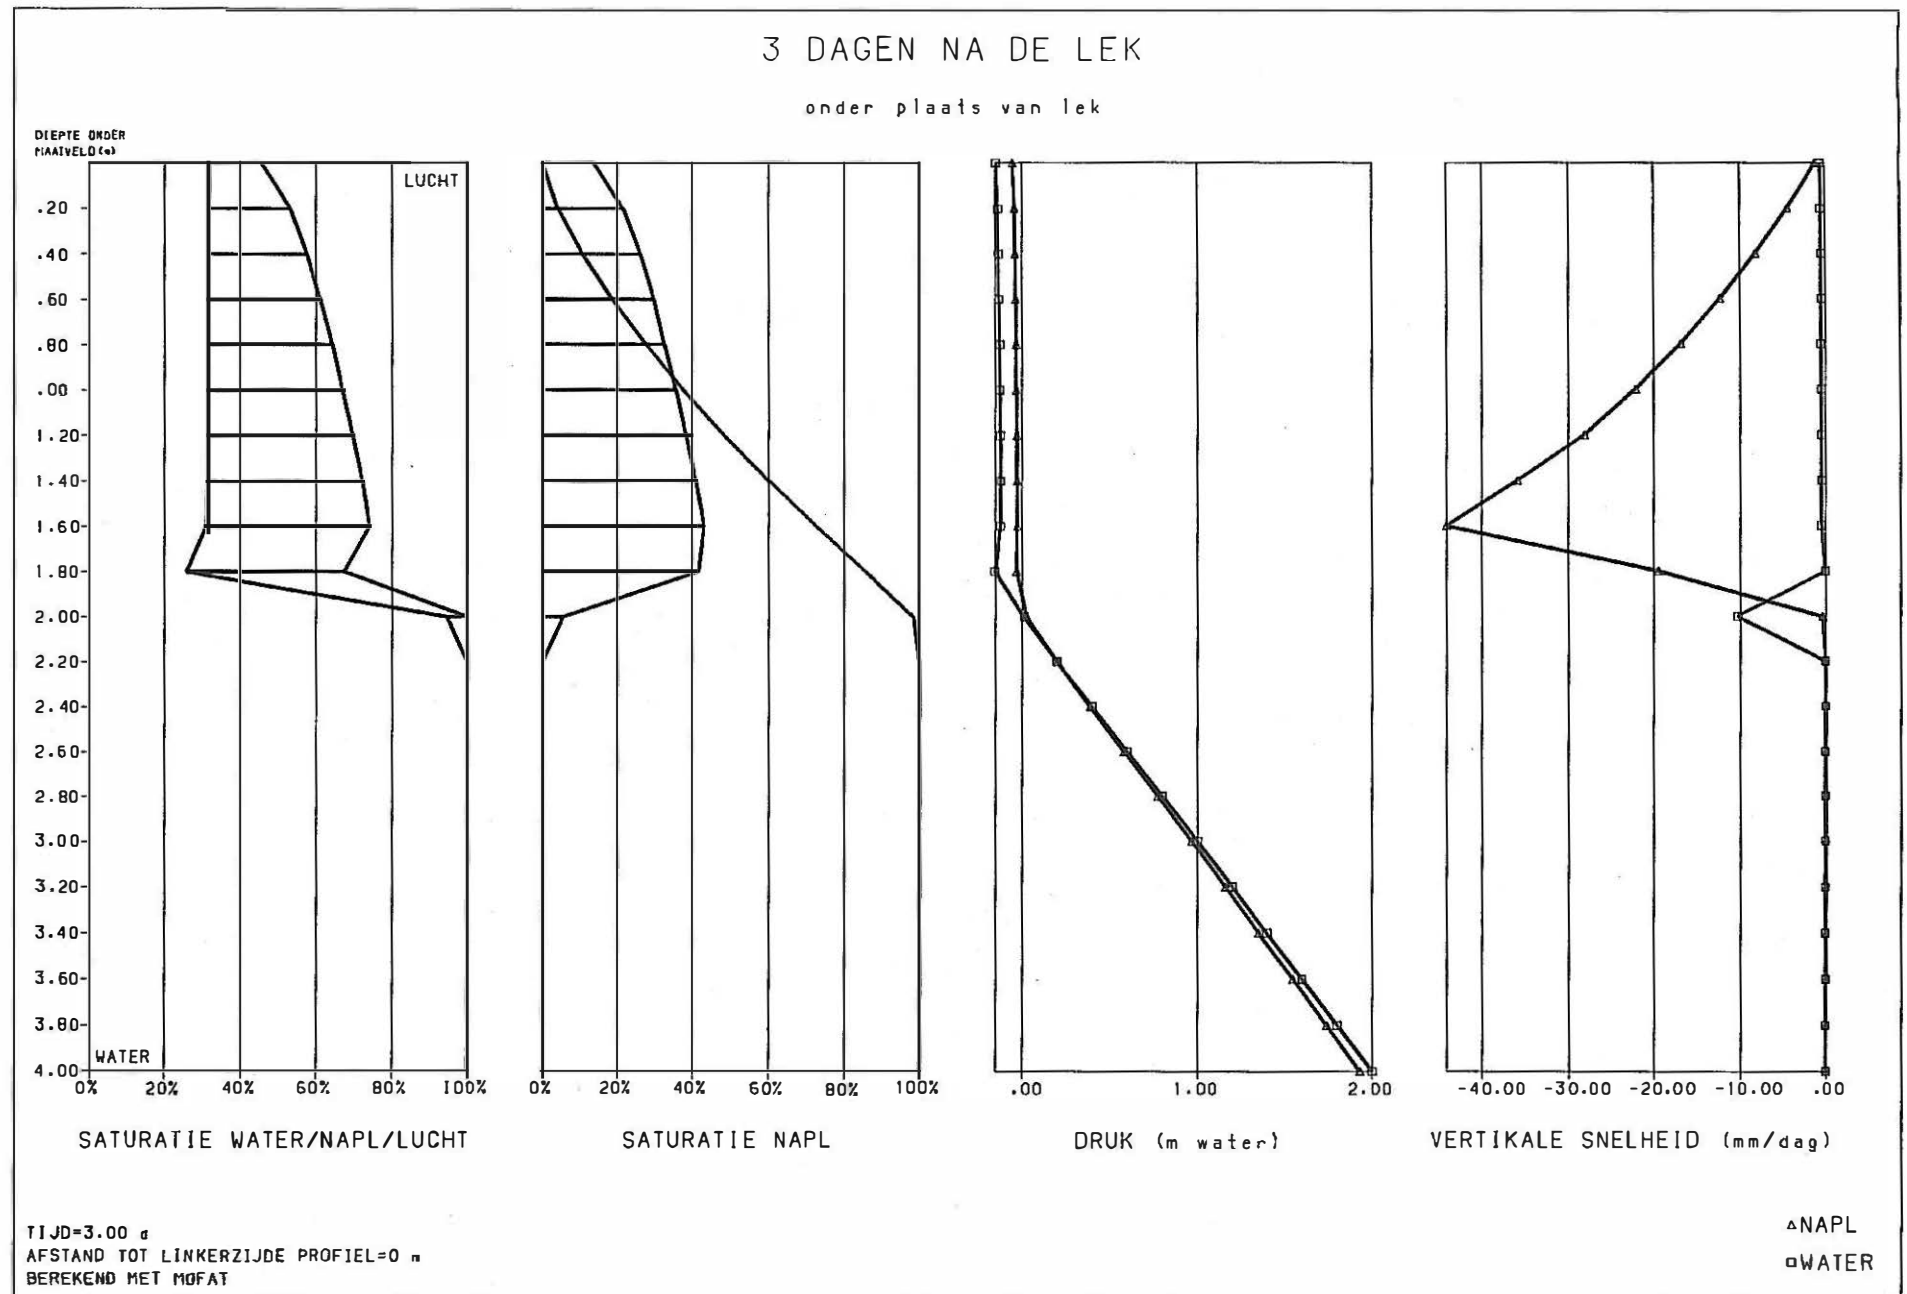 3 DAGEN NA DE LEK
onder plaats van lek
DIEPTE ONDER
MAAIVELD(m)
LUCHT
.20
.40
.60
.80
.00
1.20
1.40
1.60
1.80
2.00
2.20
2.40
2.60
2.80
3.00
3.20
3.40
3.60
3.80
4.00
WATER
0% 20% 40% 60% 80% 100%
0% 20% 40% 60% 80% 100%
.00 1.00 2.00
-40.00 -30.00 -20.00 -10.00 .00
SATURATIE WATER/NAPL/LUCHT
SATURATIE NAPL
DRUK (m water)
VERTIKALE SNELHEID (mm/dag)
TIJD=3.00 d
AFSTAND TOT LINKERZIJDE PROFIEL=0 m
BEREKEND MET MOFAT
NAPL
WATER